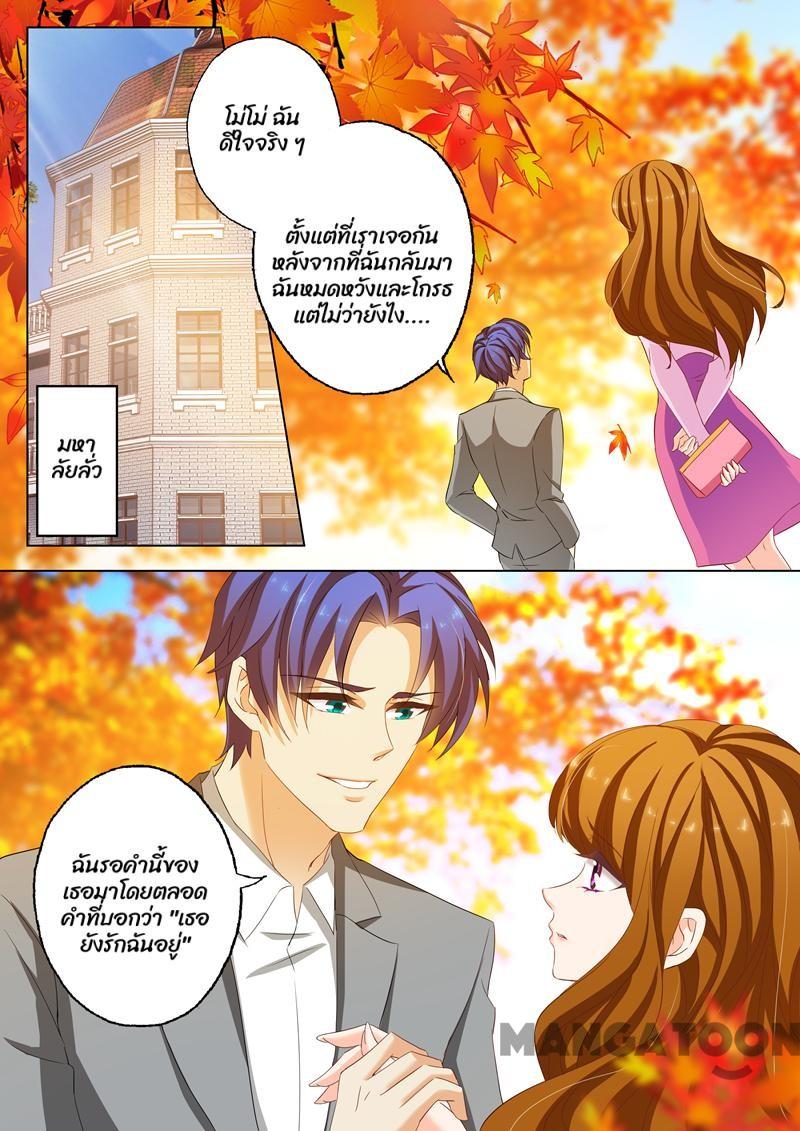 โม่โม่ ฉัน
ดีใจจริง ๆ
ตั้งแต่ที่เราเจอกัน
หลังจากที่ฉันกลับมา
ฉันหมดหวังและโกรธ
แต่ไม่ว่ายังไง....
มหา
ลัยลั่ว
ฉันรอคำนี้ของ
เธอมาโดยตลอด
คำที่บอกว่า "เธอ
ยังรักฉันอยู่"
MANGATOON